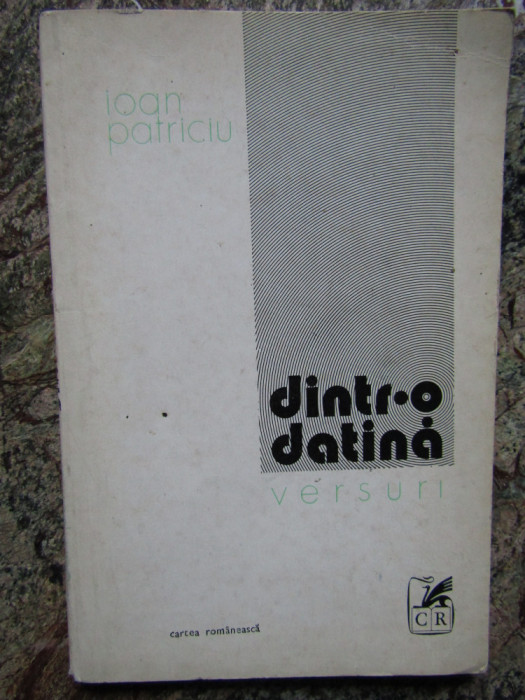 ioan
patriciu
dintr-o
datină
versuri
cartea românească
CR